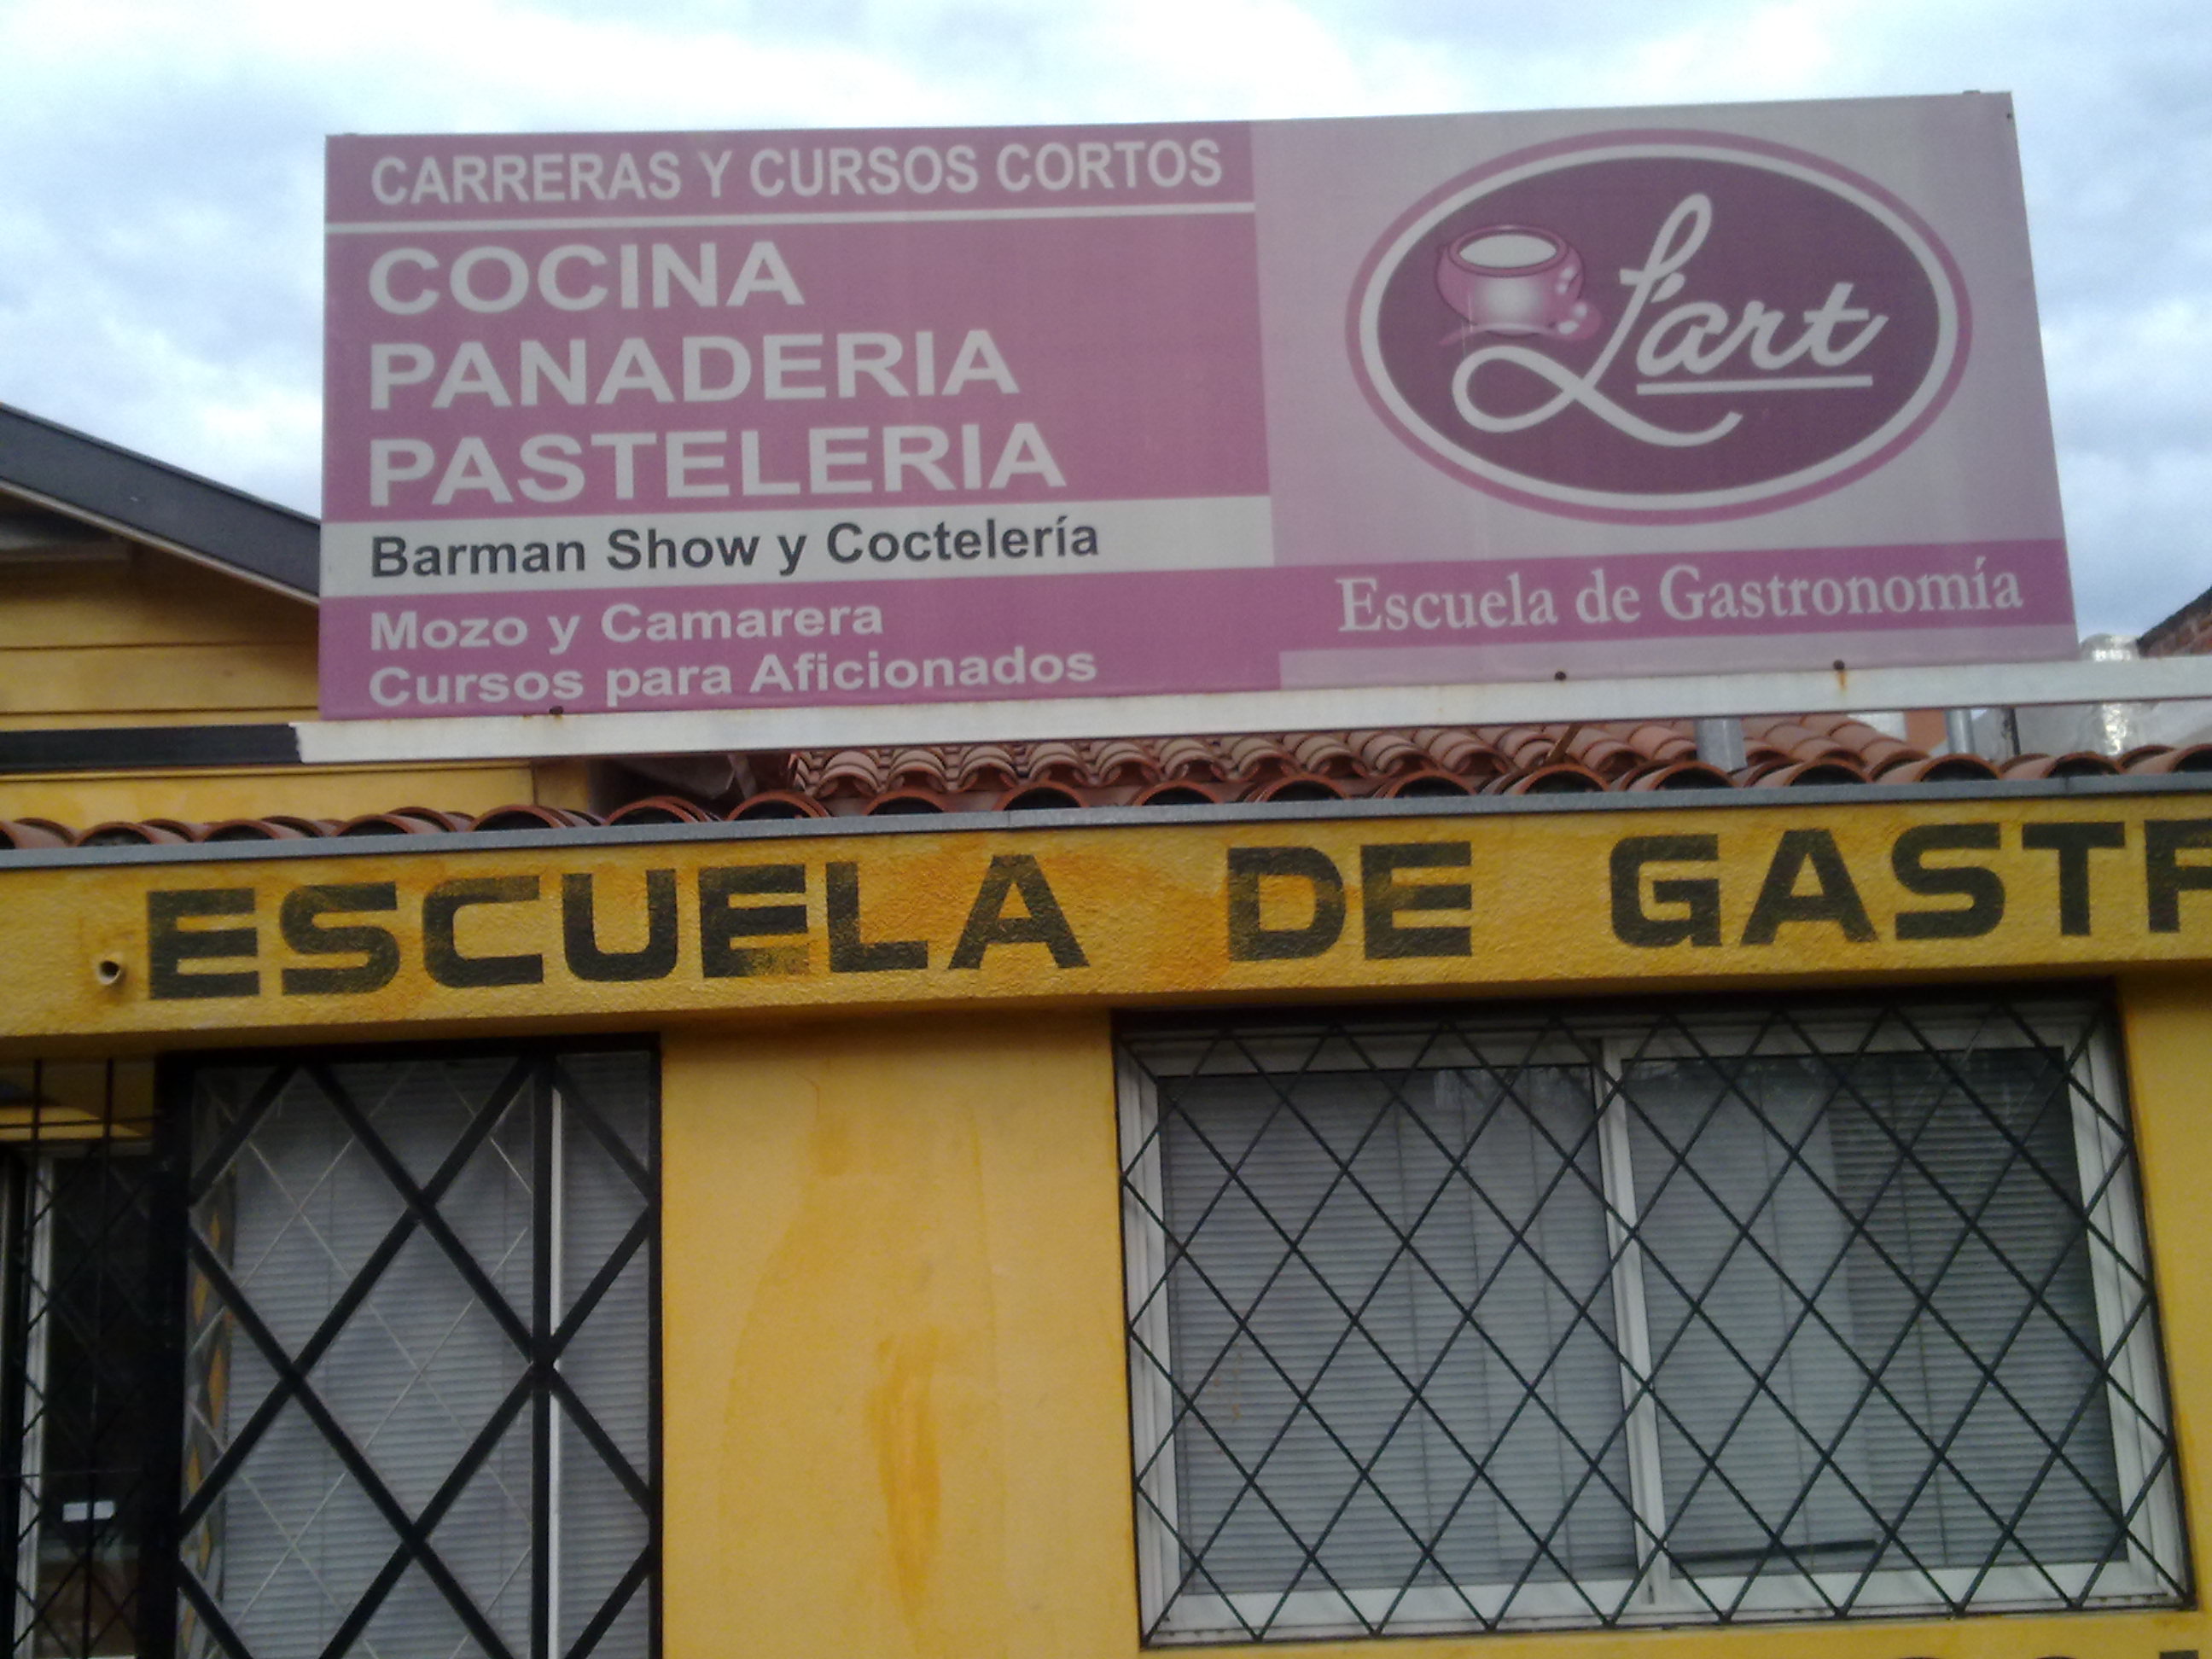 CARRERAS Y CURSOS CORTOS
COCINA
PANADERIA
PASTELERIA
Barman Show y Coctelería
Mozo y Camarera
Cursos para Aficionados
L'art
Escuela de Gastronomía
ESCUELA DE GASTR